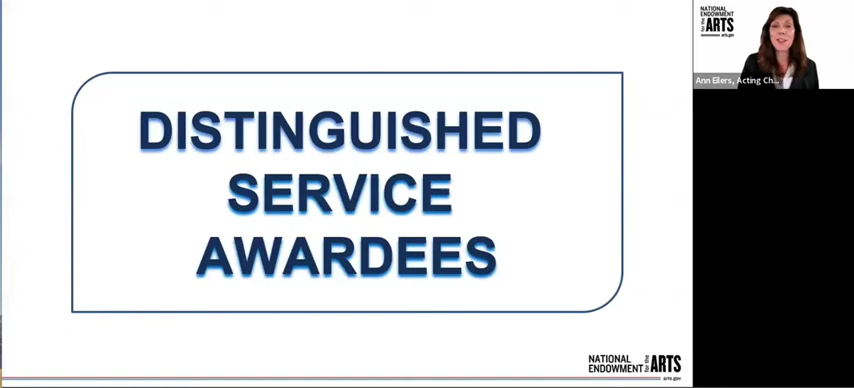 DISTINGUISHED
SERVICE
AWARDEES
NATIONAL
ENDOWMENT
for the
ARTS
arts.gov
Ann Eilers, Acting Ch...
NATIONAL
ENDOWMENT
for the
ARTS
arts.gov